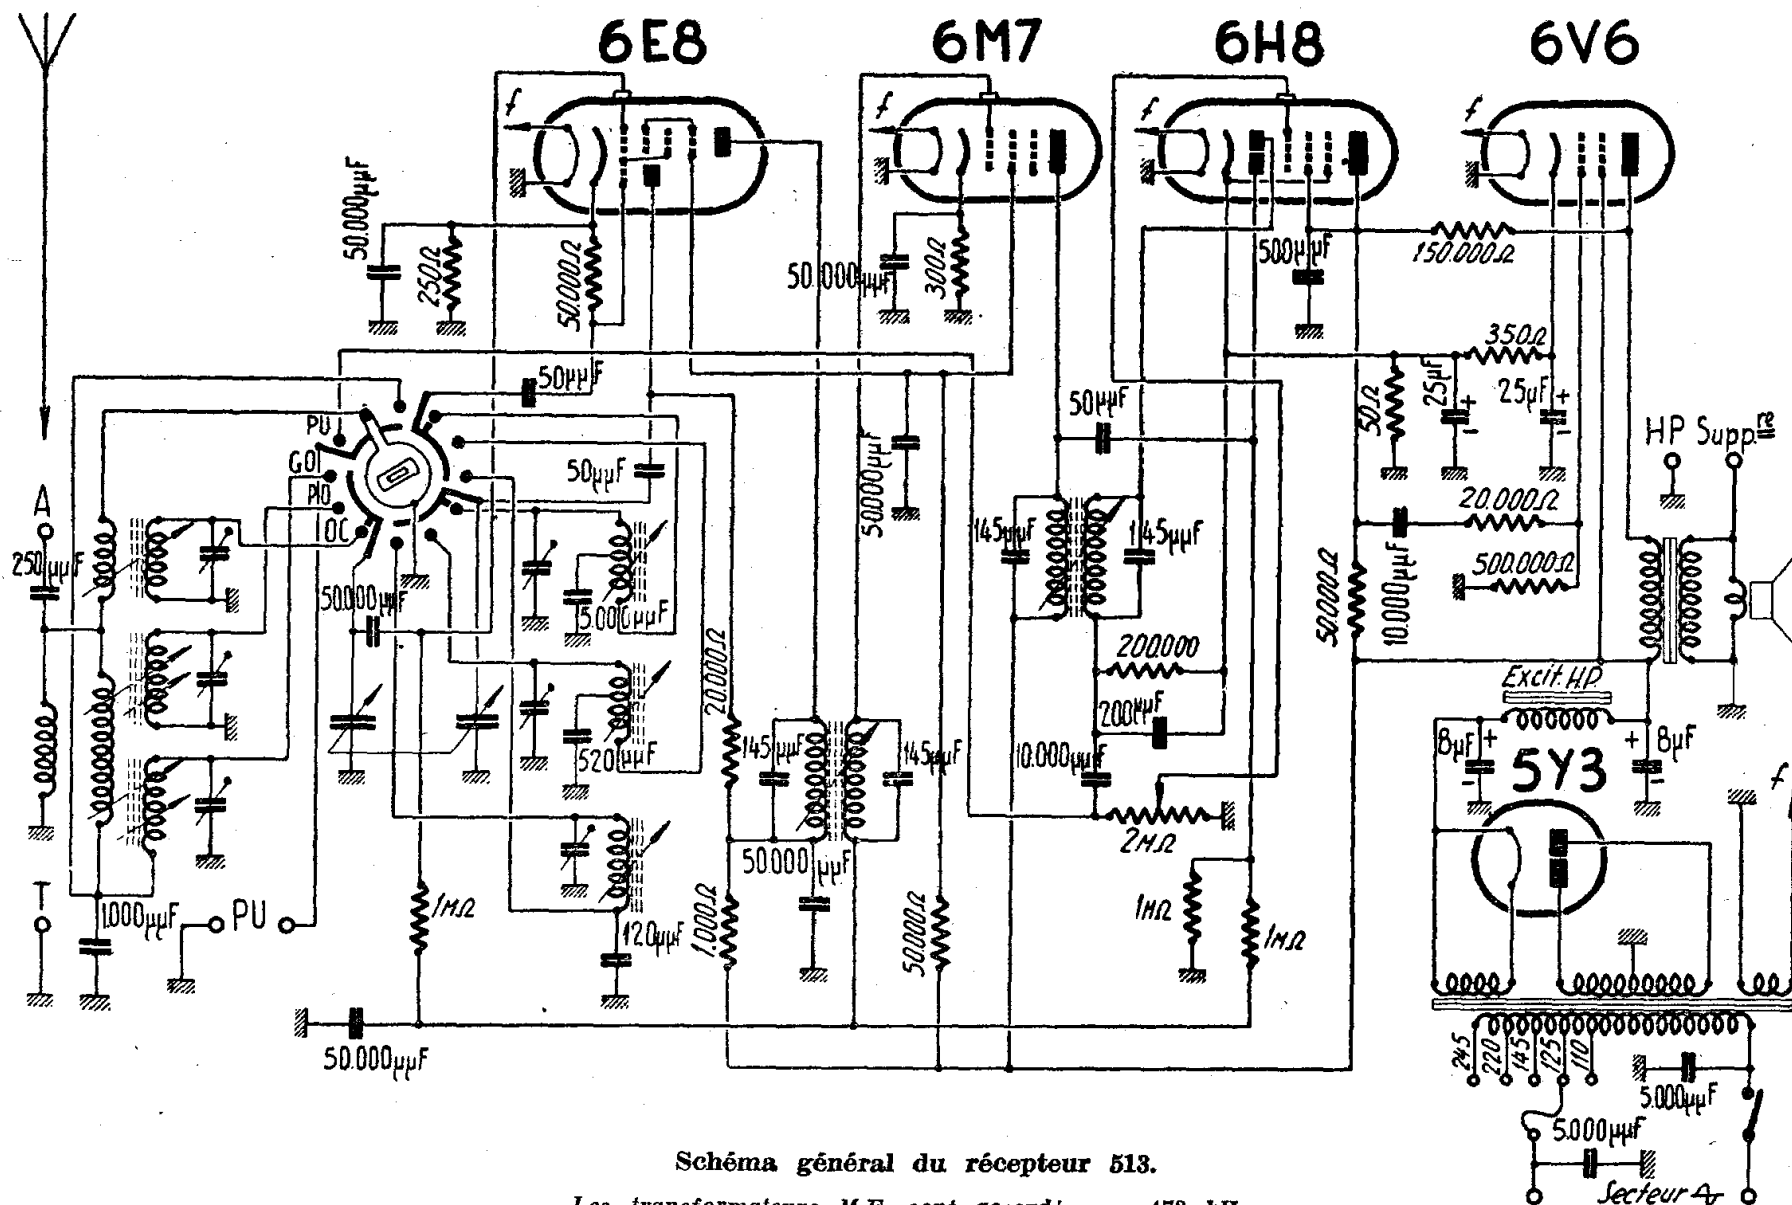 6E8 6M7 6H8 6V6
f f f f
50.000µµF
250Ω
50.000Ω
50.000µµF
300Ω
500µµF
150.000Ω
350Ω
50µµF
50µµF
50Ω
25µF +
-
25µF +
-
HP Supp.re
PU
GO
PO
OC
50µµF
50.000µµF
A
250µµF
145µµF
145µµF
20.000Ω
500.000Ω
50.000Ω
10.000µµF
50.000µµF
5.000µµF
20.000Ω
200.000
200µµF
10.000µµF
Excit. HP
8µF +
-
+ 8µF
-
5Y3
f
520µµF
145µµF
145µµF
2MΩ
50.000µµF
T
1.000µµF
PU
1MΩ
120µµF
1.000Ω
50.000Ω
1MΩ
1MΩ
50.000µµF
245
220
145
125
110
5.000µµF
5.000µµF
Secteur
Schéma général du récepteur 513.